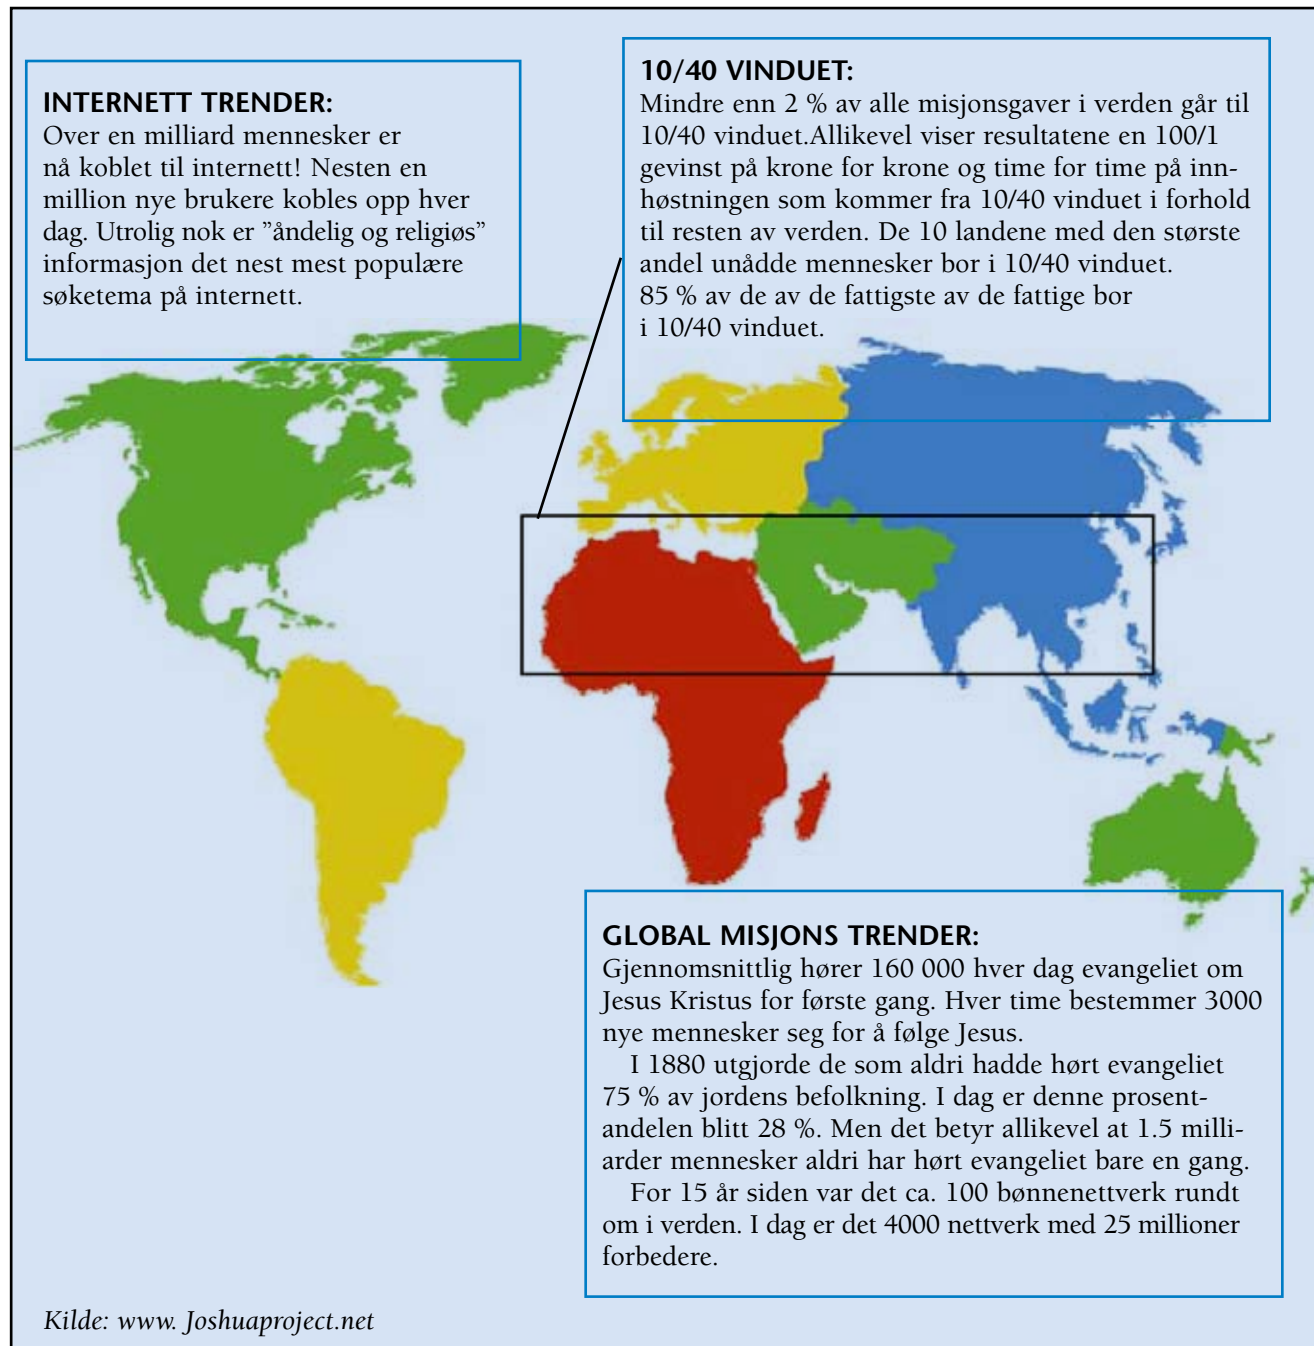 INTERNETT TRENDER:
Over en milliard mennesker er
nå koblet til internett! Nesten en
million nye brukere kobles opp hver
dag. Utrolig nok er ”åndelig og religiøs”
informasjon det nest mest populære
søketema på internett.
10/40 VINDUET:
Mindre enn 2 % av alle misjonsgaver i verden går til
10/40 vinduet.Allikevel viser resultatene en 100/1
gevinst på krone for krone og time for time på inn-
høstningen som kommer fra 10/40 vinduet i forhold
til resten av verden. De 10 landene med den største
andel unådde mennesker bor i 10/40 vinduet.
85 % av de av de fattigste av de fattige bor
i 10/40 vinduet.
GLOBAL MISJONS TRENDER:
Gjennomsnittlig hører 160 000 hver dag evangeliet om
Jesus Kristus for første gang. Hver time bestemmer 3000
nye mennesker seg for å følge Jesus.
I 1880 utgjorde de som aldri hadde hørt evangeliet
75 % av jordens befolkning. I dag er denne prosent-
andelen blitt 28 %. Men det betyr allikevel at 1.5 milli-
arder mennesker aldri har hørt evangeliet bare en gang.
For 15 år siden var det ca. 100 bønnenettverk rundt
om i verden. I dag er det 4000 nettverk med 25 millioner
forbedere.
Kilde: www. Joshuaproject.net